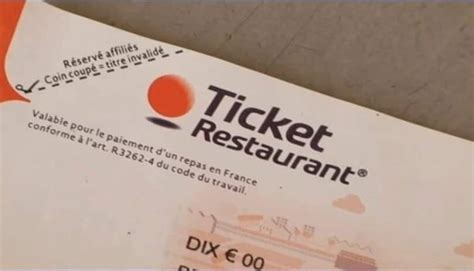 Réservé affiliés
Coin coupé = titre invalidé
Ticket
Restaurant®
Valable pour le paiement d'un repas en France
conforme à l'art. R3262-4 du code du travail.
DIX € 00